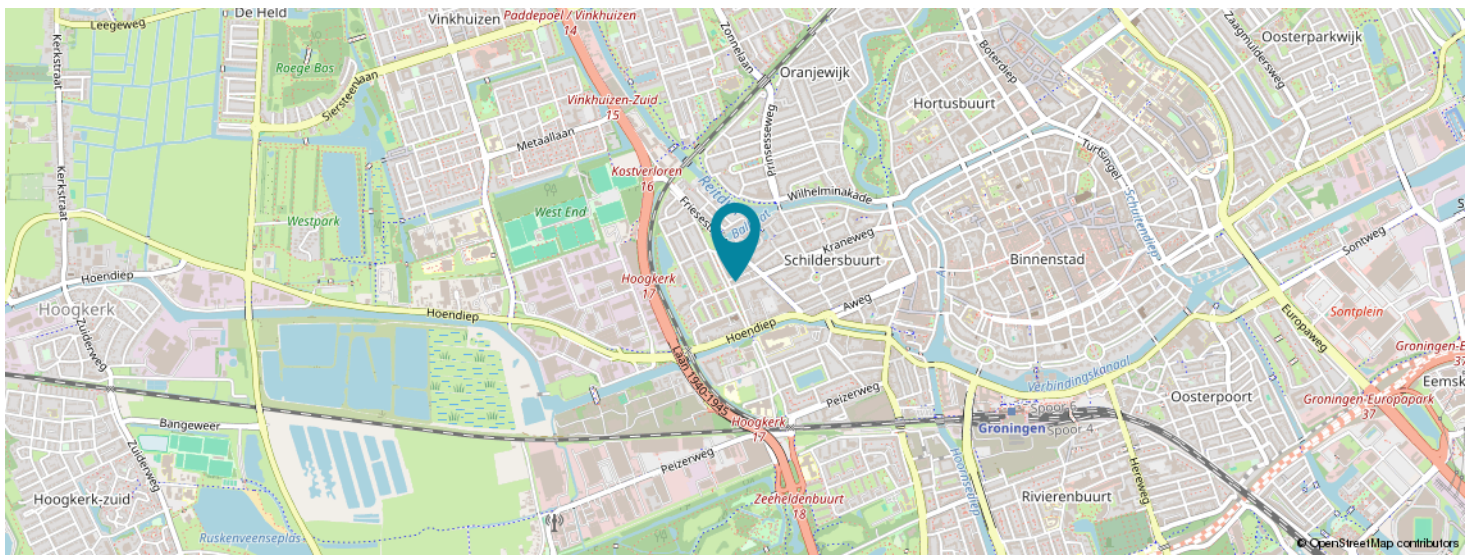 Leegeweg
De Held
Vinkhuizen
Paddepoel / Vinkhuizen
14
Zonnelaan
Zaagmuldersweg
Oosterparkwijk
Kerkstraat
Roege Bos
Siersteenlaan
Oranjewijk
Boterdiep
Hortusbuurt
Vinkhuizen-Zuid
15
Metaallaan
Prinsesseweg
Turfsingel
Kerkstraat
Kostverloren
16
Wilhelminakade
Schuitendiep
Westpark
West End
Kraneweg
Schildersbuurt
Binnenstad
Sontweg
Hoendiep
Hoogkerk
17
Hoogkerk
Hoendiep
Aweg
Europaweg
Sontplein
Zuiderweg
Hoendiep
Laan 1940-1945
Verbindingskanaal
Peizerweg
Oosterpoort
Groningen-Europapark
37
Bangeweer
Hoogkerk
17
Groningen
Spoor 4
Zuiderweg
Peizerweg
Hoornsediep
Hereweg
Hoogkerk-zuid
Zeeheldenbuurt
18
Rivierenbuurt
Ruskenveenseplas
© OpenStreetMap contributors